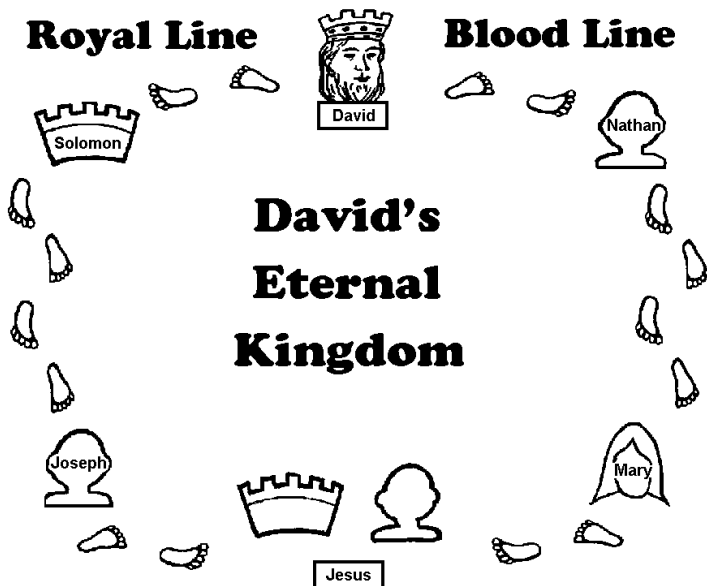 Royal Line
Blood Line
David
Solomon
Nathan
David's
Eternal
Kingdom
Joseph
Mary
Jesus